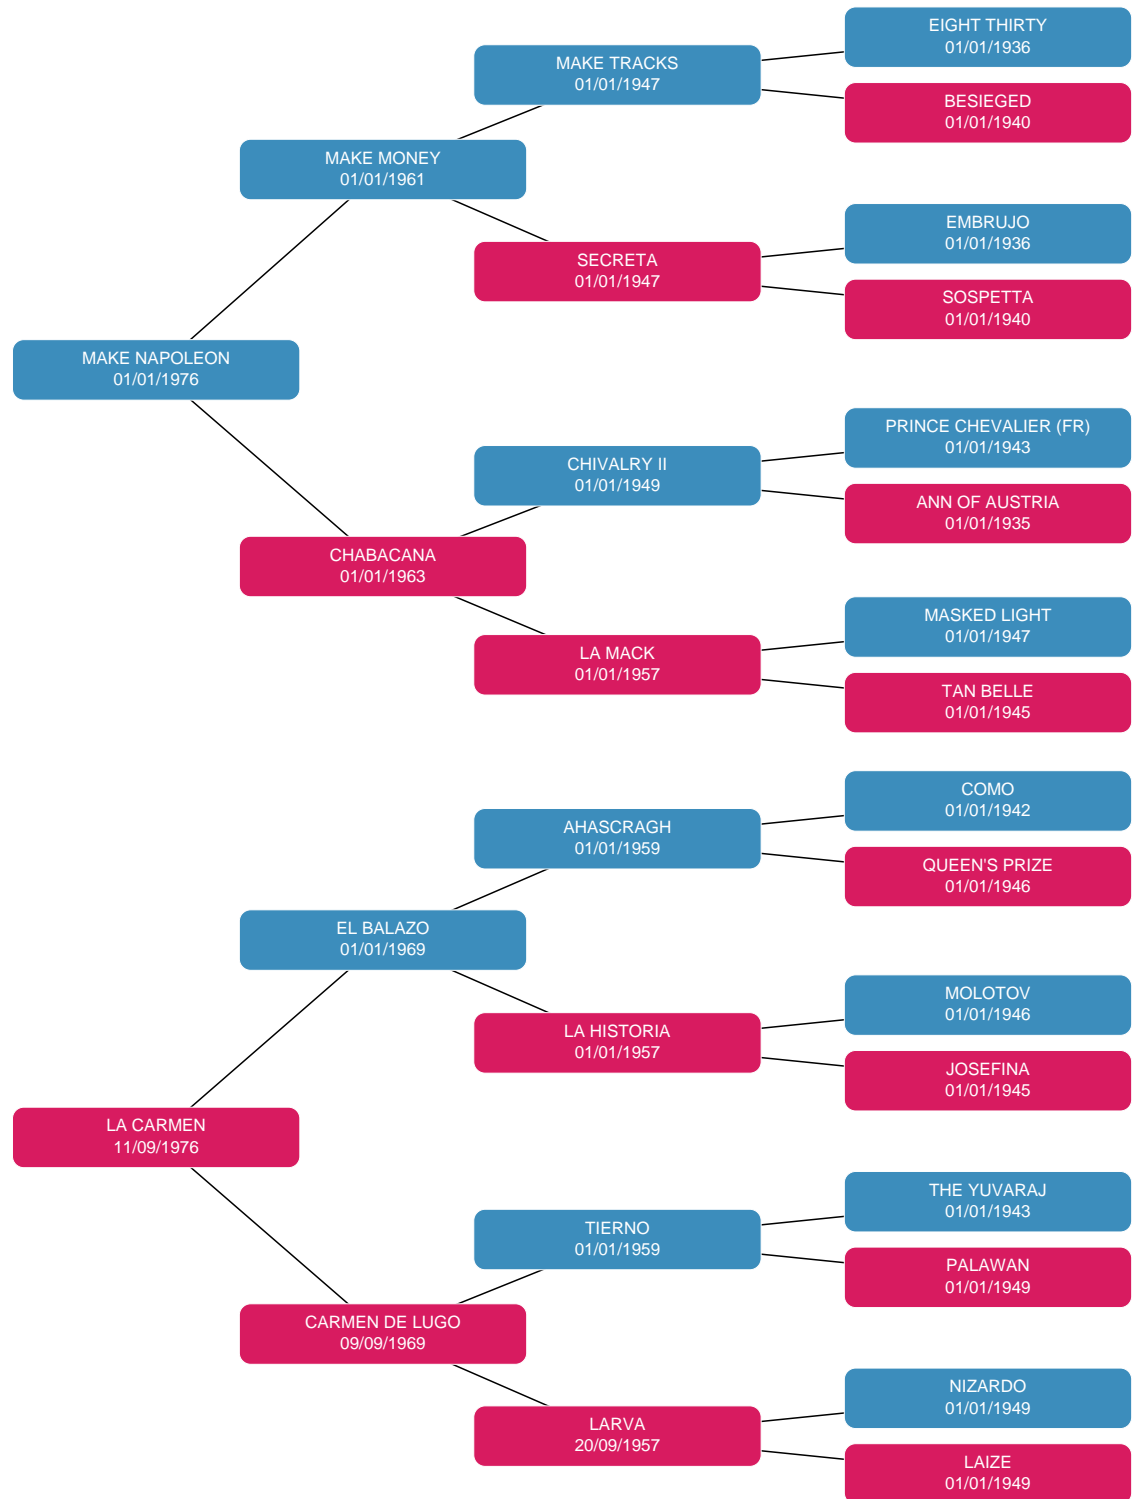 EIGHT THIRTY
01/01/1936
MAKE TRACKS
01/01/1947
BESIEGED
01/01/1940
MAKE MONEY
01/01/1961
EMBRUJO
01/01/1936
SECRETA
01/01/1947
SOSPETTA
01/01/1940
MAKE NAPOLEON
01/01/1976
PRINCE CHEVALIER (FR)
01/01/1943
CHIVALRY II
01/01/1949
ANN OF AUSTRIA
01/01/1935
CHABACANA
01/01/1963
MASKED LIGHT
01/01/1947
LA MACK
01/01/1957
TAN BELLE
01/01/1945
COMO
01/01/1942
AHASCRAGH
01/01/1959
QUEEN'S PRIZE
01/01/1946
EL BALAZO
01/01/1969
MOLOTOV
01/01/1946
LA HISTORIA
01/01/1957
JOSEFINA
01/01/1945
LA CARMEN
11/09/1976
THE YUVARAJ
01/01/1943
TIERNO
01/01/1959
PALAWAN
01/01/1949
CARMEN DE LUGO
09/09/1969
NIZARDO
01/01/1949
LARVA
20/09/1957
LAIZE
01/01/1949